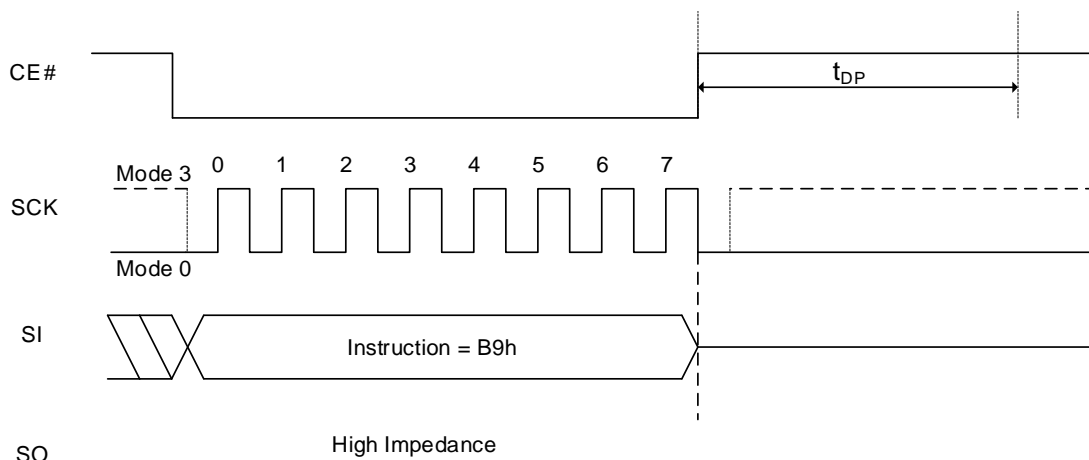 CE#
tDP
Mode 3
0 1 2 3 4 5 6 7
SCK
Mode 0
SI
Instruction = B9h
SO
High Impedance